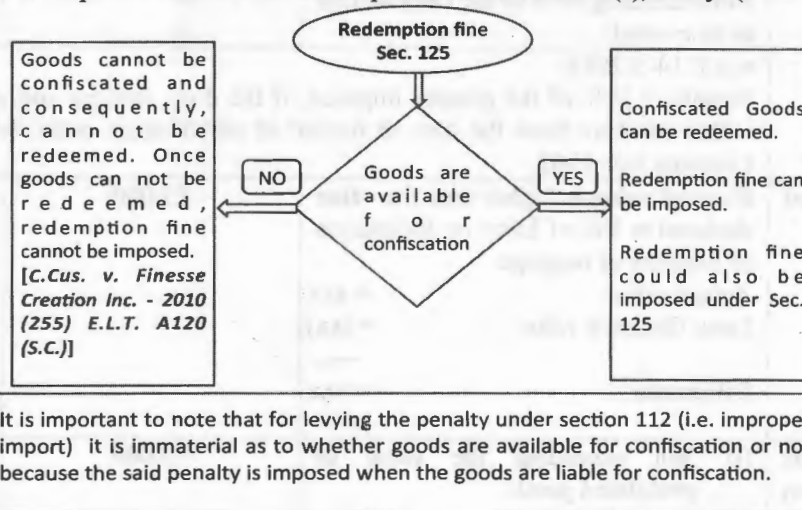 Redemption fine
Sec. 125
Goods cannot be
confiscated and
consequently
cannot be
redeemed. Once
goods can not be
redeemed
redemption fine
cannot be imposed.
[C.Cus. v. Finesse
Creation Inc. - 2010
(255) E.L.T. A120
(S.C.)]
NO
Goods are
available
for
confiscation
YES
Confiscated Goods
can be redeemed.
Redemption fine can
be imposed.
Redemption fine
could also be
imposed under Sec.
125
It is important to note that for levying the penalty under section 112 (i.e. imprope
import) it is immaterial as to whether goods are available for confiscation or no
because the said penalty is imposed when the goods are liable for confiscation.